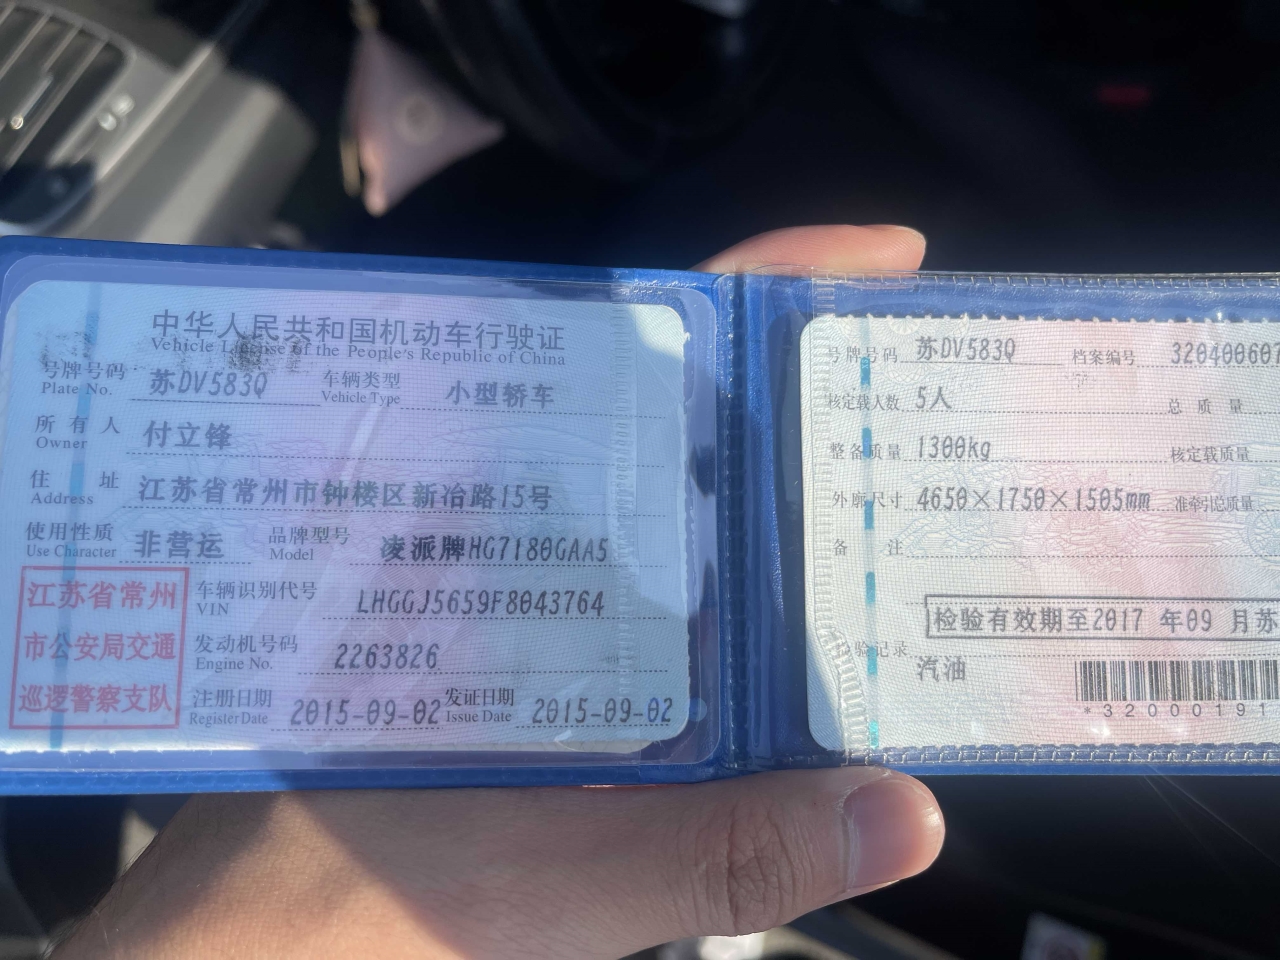 中华人民共和国机动车行驶证
Vehicle License of the People's Republic of China
号牌号码 苏DV583Q 车辆类型 小型轿车
Plate No. Vehicle Type
所有人 付立锋
Owner
住址 江苏省常州市钟楼区新冶路15号
Address
使用性质 非营运 品牌型号 凌派牌HG7180GAA5
Use Character Model
江苏省常州
市公安局交通
巡逻警察支队
车辆识别代号 LHGGJ5659F8043764
VIN
发动机号码 2263826
Engine No.
注册日期 2015-09-02 发证日期 2015-09-02
Register Date Issue Date
号牌号码 苏DV583Q 档案编号 320400607
核定载人数 5人 总质量
整备质量 1300kg 核定载质量
外廓尺寸 4650×1750×1505mm 准牵引总质量
备注
检验有效期至2017 年09 月苏
检验记录
汽油
*32000191